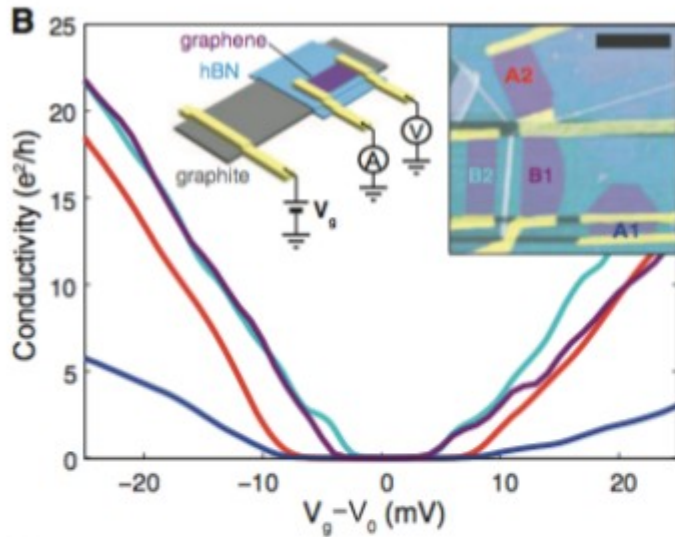 B
25
20
15
10
5
0
Conductivity (e²/h)
−20
−10
0
10
20
Vg−V0 (mV)
graphene
hBN
graphite
Vg
A
V
A2
B2
B1
A1